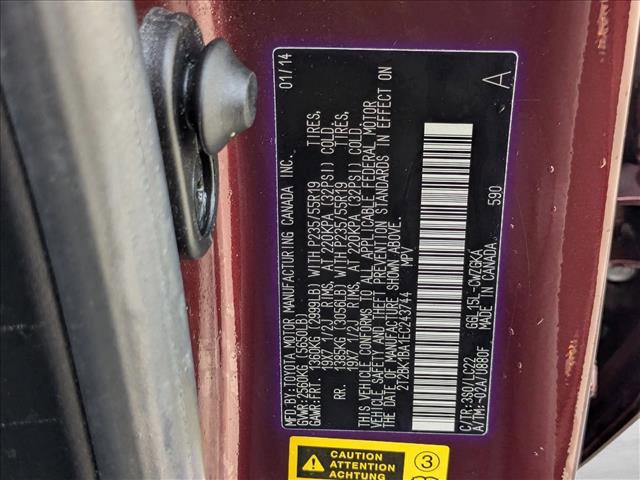 MFD. BY: TOYOTA MOTOR MANUFACTURING CANADA INC. 01/14
GVWR: 2560KG (5650LB)
GAWR: FRT. 1360KG (2999LB) WITH P235/55R19 TIRES,
19X7 1/2J RIMS, AT 220KPA (32PSI) COLD.
RR. 1385KG (3056LB) WITH P235/55R19 TIRES,
19X7 1/2J RIMS, AT 220KPA (32PSI) COLD.
THIS VEHICLE CONFORMS TO ALL APPLICABLE FEDERAL MOTOR
VEHICLE SAFETY AND THEFT PREVENTION STANDARDS IN EFFECT ON
THE DATE OF MANUFACTURE SHOWN ABOVE.
2T2BK1BA1EC243744 MPV
A
C/TR: 3S0/LC22 GGL15L-CWZGKA 590
A/TM: -02A/U880F MADE IN CANADA
CAUTION
ATTENTION
ACHTUNG
3